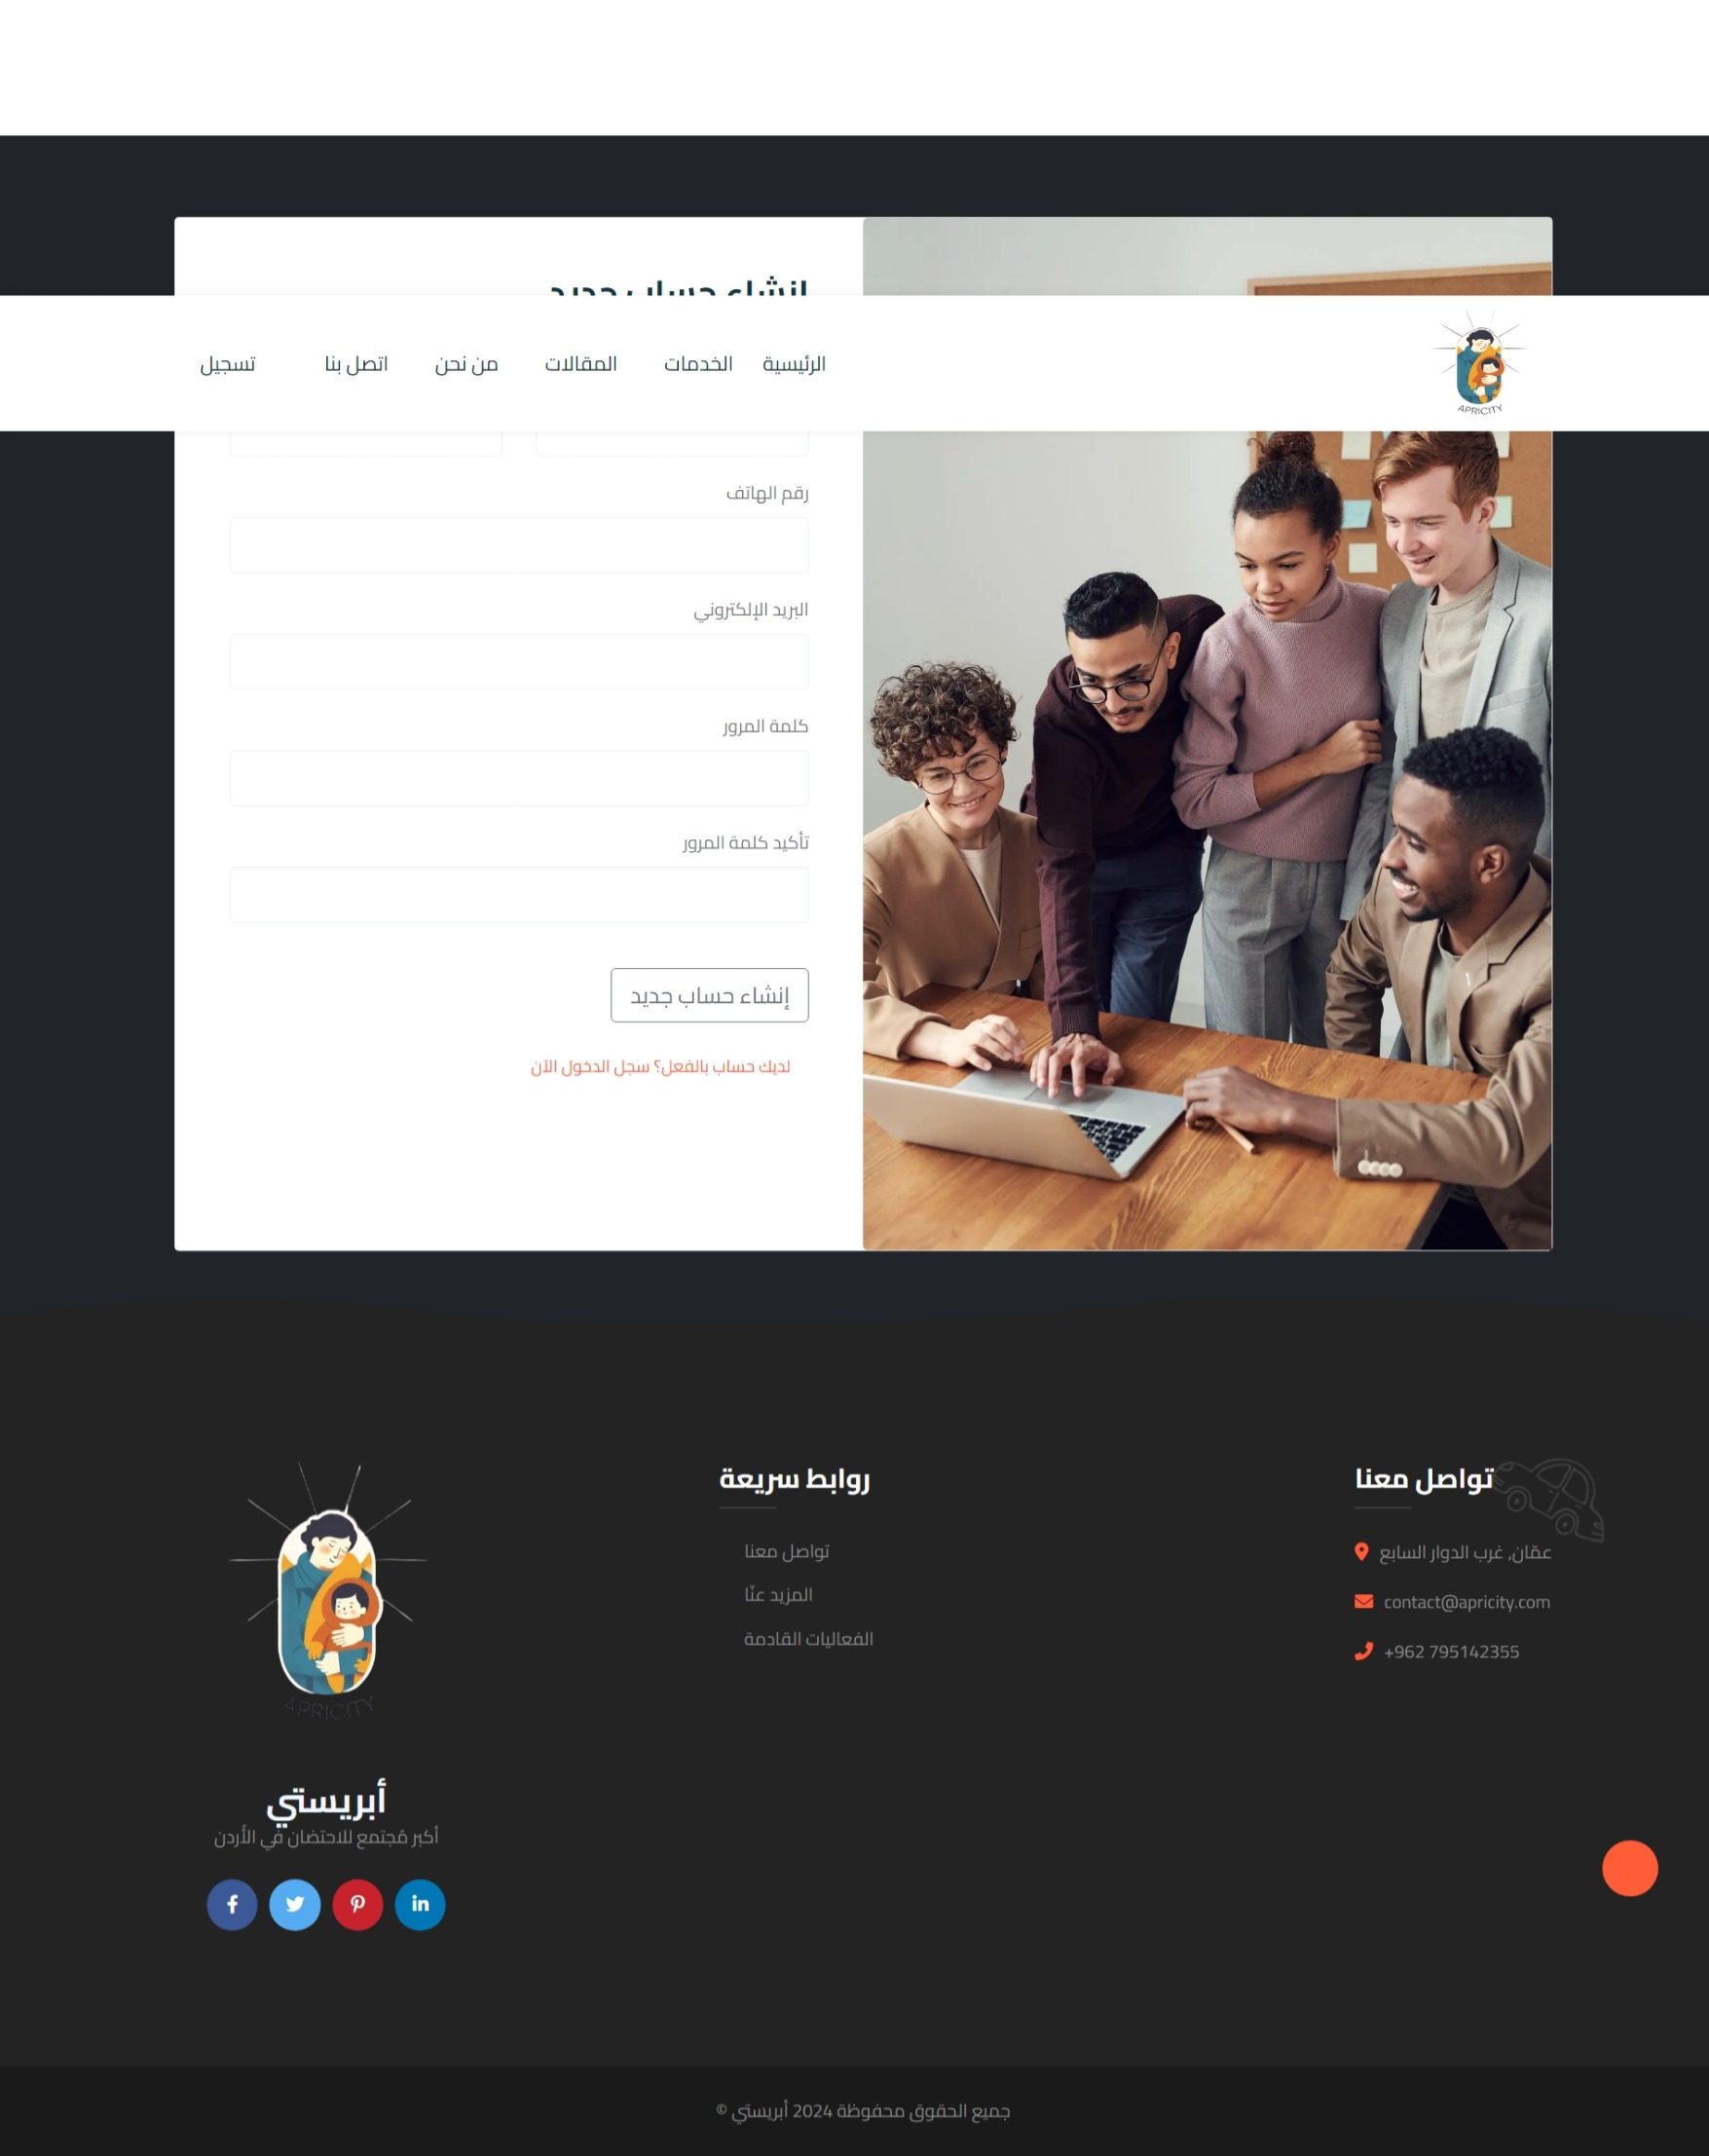 إنشاء حساب جديد
APRICITY
الرئيسية
الخدمات
المقالات
من نحن
اتصل بنا
تسجيل
رقم الهاتف
البريد الإلكتروني
كلمة المرور
تأكيد كلمة المرور
إنشاء حساب جديد
لديك حساب بالفعل؟ سجل الدخول الآن
تواصل معنا
عمّان, غرب الدوار السابع
contact@apricity.com
+962 795142355
روابط سريعة
تواصل معنا
المزيد عنّا
الفعاليات القادمة
APRICITY
أبريستي
أكبر مُجتمع للاحتضان في الأردن
جميع الحقوق محفوظة 2024 أبريستي ©